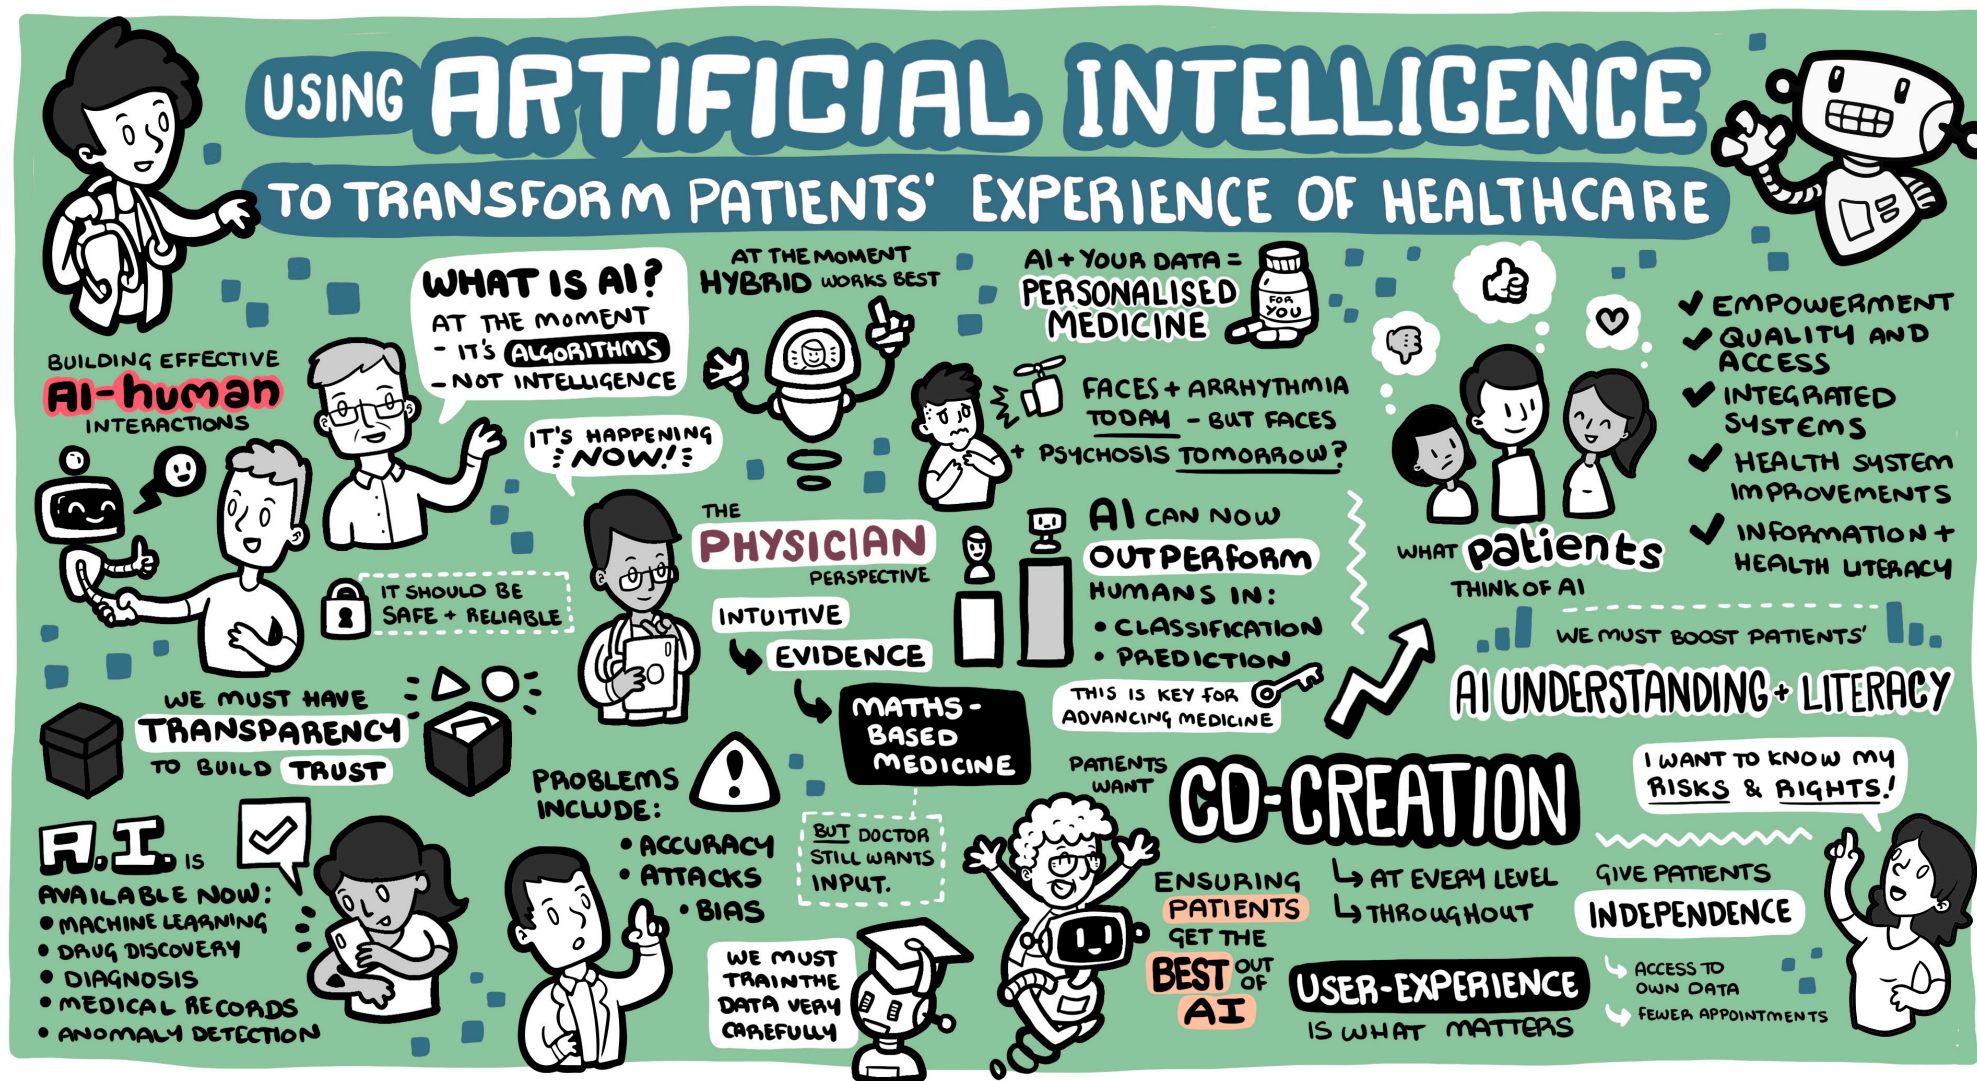 USING ARTIFICIAL INTELLIGENCE
TO TRANSFORM PATIENTS' EXPERIENCE OF HEALTHCARE
BUILDING EFFECTIVE
AI-human
INTERACTIONS
WHAT IS AI?
AT THE MOMENT
- IT'S ALGORITHMS
- NOT INTELLIGENCE
IT'S HAPPENING
NOW!
AT THE MOMENT
HYBRID WORKS BEST
AI + YOUR DATA =
PERSONALISED
MEDICINE
FOR
YOU
FACES + ARRHYTHMIA
TODAY - BUT FACES
+ PSYCHOSIS TOMORROW?
✓ EMPOWERMENT
✓ QUALITY AND
ACCESS
✓ INTEGRATED
SYSTEMS
✓ HEALTH SYSTEM
IMPROVEMENTS
✓ INFORMATION +
HEALTH LITERACY
WHAT patients
THINK OF AI
IT SHOULD BE
SAFE + RELIABLE
THE
PHYSICIAN
PERSPECTIVE
INTUITIVE
EVIDENCE
MATHS-
BASED
MEDICINE
BUT DOCTOR
STILL WANTS
INPUT.
AI CAN NOW
OUTPERFORM
HUMANS IN:
• CLASSIFICATION
• PREDICTION
THIS IS KEY FOR
ADVANCING MEDICINE
WE MUST BOOST PATIENTS'
AI UNDERSTANDING + LITERACY
WE MUST HAVE
TRANSPARENCY
TO BUILD TRUST
A.I. IS
AVAILABLE NOW:
• MACHINE LEARNING
• DRUG DISCOVERY
• DIAGNOSIS
• MEDICAL RECORDS
• ANOMALY DETECTION
PROBLEMS
INCLUDE:
• ACCURACY
• ATTACKS
• BIAS
WE MUST
TRAIN THE
DATA VERY
CAREFULLY
PATIENTS
WANT
CO-CREATION
AT EVERY LEVEL
THROUGHOUT
ENSURING
PATIENTS
GET THE
BEST OUT
OF
AI
USER-EXPERIENCE
IS WHAT MATTERS
I WANT TO KNOW MY
RISKS & RIGHTS!
GIVE PATIENTS
INDEPENDENCE
ACCESS TO
OWN DATA
FEWER APPOINTMENTS